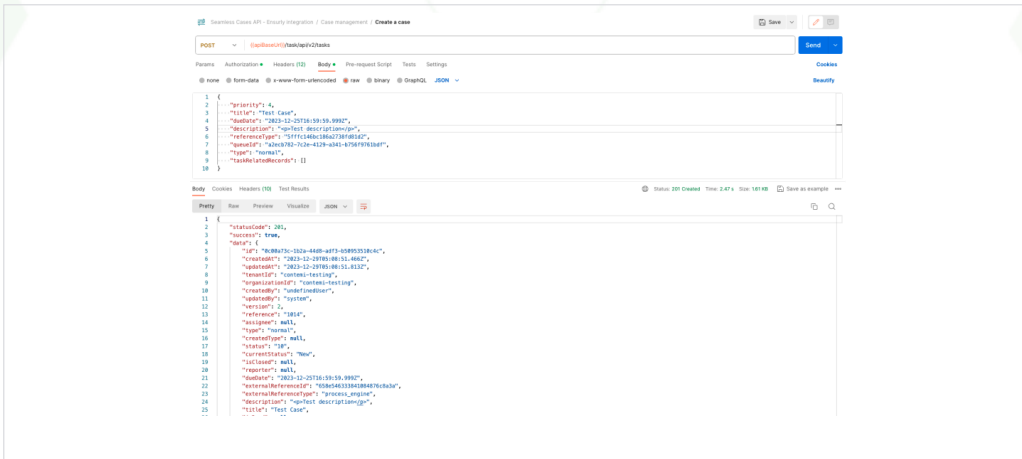 Seamless Cases API - Ensurity Integration / Case management / Create a case
Save
POST {{apiBaseUrl}}/task/api/v2/tasks Send
Params Authorization Headers (12) Body Pre-request Script Tests Settings Cookies
none form-data x-www-form-urlencoded raw binary GraphQL JSON Beautify
1 {
2 "priority": 4,
3 "title": "Test Case",
4 "dueDate": "2023-12-25T16:59:59.999Z",
5 "description": "<p>Test description</p>",
6 "referenceType": "5fffc146bc186a2738fd81d2",
7 "queueId": "a2ecb762-7c2e-4129-a341-b756f9761bdf",
8 "type": "normal",
9 "taskRelatedRecords": []
10 }
Body Cookies Headers (10) Test Results Status: 201 Created Time: 2.47 s Size: 1.61 KB Save as example
Pretty Raw Preview Visualize JSON
1 {
2 "statusCode": 201,
3 "success": true,
4 "data": {
5 "id": "0c00a73c-1b2a-44d8-adf3-b50953510c4c",
6 "createdAt": "2023-12-29T05:08:51.466Z",
7 "updatedAt": "2023-12-29T05:08:51.813Z",
8 "tenantId": "contemi-testing",
9 "organizationId": "contemi-testing",
10 "createdBy": "undefinedUser",
11 "updatedBy": "system",
12 "version": 2,
13 "reference": "1014",
14 "assignee": null,
15 "type": "normal",
16 "createdType": null,
17 "status": "10",
18 "currentStatus": "New",
19 "isClosed": null,
20 "reporter": null,
21 "dueDate": "2023-12-25T16:59:59.999Z",
22 "externalReferenceId": "658e546333841084876c8a3a",
23 "externalReferenceType": "process_engine",
24 "description": "<p>Test description</p>",
25 "title": "Test Case",